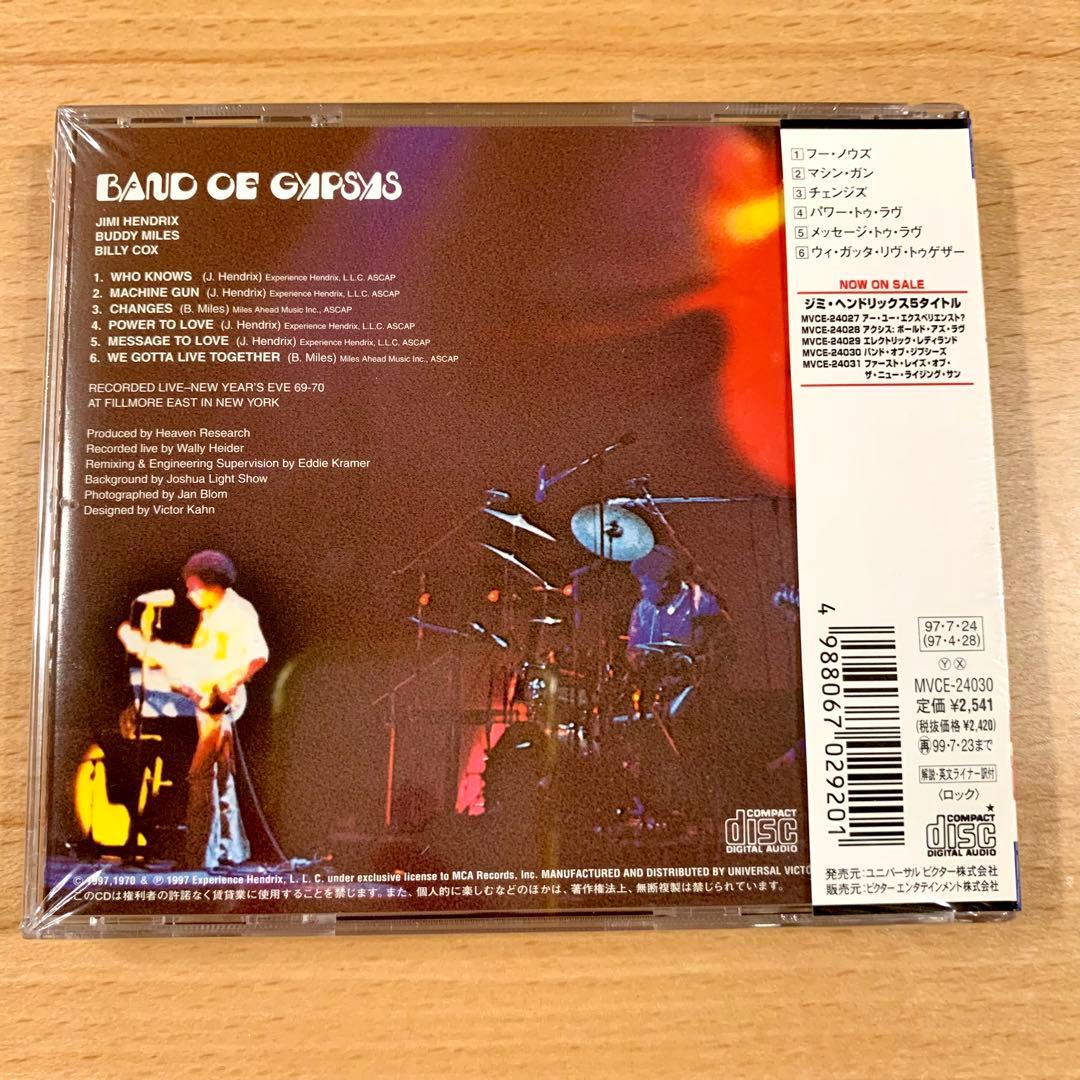 BAND OF GYPSYS
JIMI HENDRIX
BUDDY MILES
BILLY COX
1. WHO KNOWS (J. Hendrix) Experience Hendrix, L.L.C. ASCAP
2. MACHINE GUN (J. Hendrix) Experience Hendrix, L.L.C. ASCAP
3. CHANGES (B. Miles) Miles Ahead Music Inc., ASCAP
4. POWER TO LOVE (J. Hendrix) Experience Hendrix, L.L.C. ASCAP
5. MESSAGE TO LOVE (J. Hendrix) Experience Hendrix, L.L.C. ASCAP
6. WE GOTTA LIVE TOGETHER (B. Miles) Miles Ahead Music Inc., ASCAP
RECORDED LIVE–NEW YEAR'S EVE 69-70
AT FILLMORE EAST IN NEW YORK
Produced by Heaven Research
Recorded live by Wally Heider
Remixing & Engineering Supervision by Eddie Kramer
Background by Joshua Light Show
Photographed by Jan Blom
Designed by Victor Kahn
COMPACT
disc
DIGITAL AUDIO
© 1997,1970 & ℗ 1997 Experience Hendrix, L. L. C. under exclusive license to MCA Records, Inc. MANUFACTURED AND DISTRIBUTED BY UNIVERSAL VICTO
このCDは権利者の許諾なく賃貸業に使用することを禁じます。また、個人的に楽しむなどのほかは、著作権法上、無断複製は禁じられています。
1 フー・ノウズ
2 マシン・ガン
3 チェンジズ
4 パワー・トゥ・ラヴ
5 メッセージ・トゥ・ラヴ
6 ウィ・ガッタ・リヴ・トゥゲザー
NOW ON SALE
ジミ・ヘンドリックス5タイトル
MVCE-24027 アー・ユー・エクスペリエンスト?
MVCE-24028 アクシス:ボールド・アズ・ラヴ
MVCE-24029 エレクトリック・レディランド
MVCE-24030 バンド・オブ・ジプシーズ
MVCE-24031 ファースト・レイズ・オブ・
ザ・ニュー・ライジング・サン
4 988067 029201
97・7・24
(97・4・28)
Ⓨ Ⓧ
MVCE-24030
定価 ¥2,541
(税抜価格 ¥2,420)
再 99・7・23まで
解説・英文ライナー訳付
〈ロック〉
★
COMPACT
disc
DIGITAL AUDIO
発売元:ユニバーサル ビクター株式会社
販売元:ビクター エンタテインメント株式会社